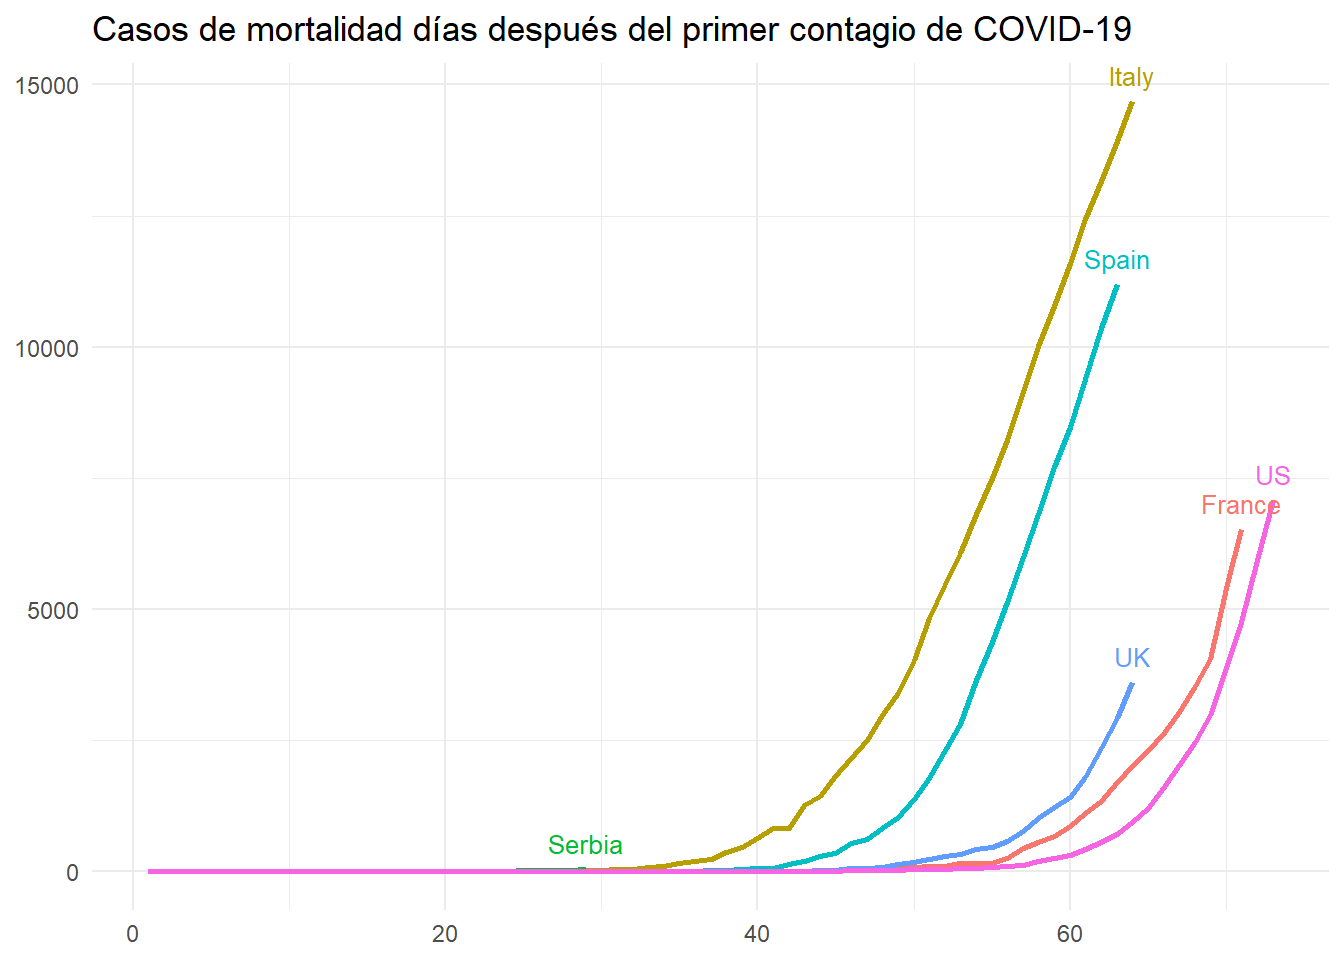 Casos de mortalidad días después del primer contagio de COVID-19
15000
Italy
Spain
10000
US
France
5000
UK
Serbia
0
0 20 40 60